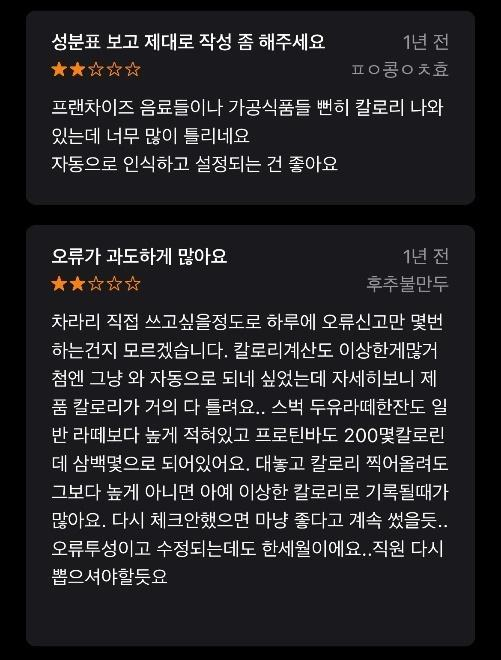 성분표 보고 제대로 작성 좀 해주세요 1년 전
★★☆☆☆ ㅍㅇ콩ㅇㅊ효
프랜차이즈 음료들이나 가공식품들 뻔히 칼로리 나와
있는데 너무 많이 틀리네요
자동으로 인식하고 설정되는 건 좋아요
오류가 과도하게 많아요 1년 전
★★☆☆☆ 후추불만두
차라리 직접 쓰고싶을정도로 하루에 오류신고만 몇번
하는건지 모르겠습니다. 칼로리계산도 이상한게많거
첨엔 그냥 와 자동으로 되네 싶었는데 자세히보니 제
품 칼로리가 거의 다 틀려요.. 스벅 두유라떼한잔도 일
반 라떼보다 높게 적혀있고 프로틴바도 200몇칼로린
데 삼백몇으로 되어있어요. 대놓고 칼로리 찍어올려도
그보다 높게 아니면 아예 이상한 칼로리로 기록될때가
많아요. 다시 체크안했으면 마냥 좋다고 계속 썼을듯..
오류투성이고 수정되는데도 한세월이에요..직원 다시
뽑으셔야할듯요